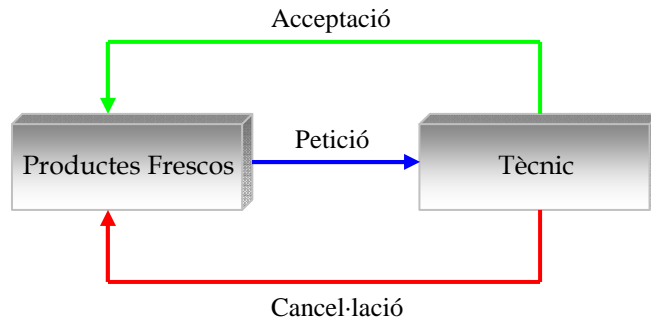 Acceptació
Productes Frescos
Petició
Tècnic
Cancel·lació